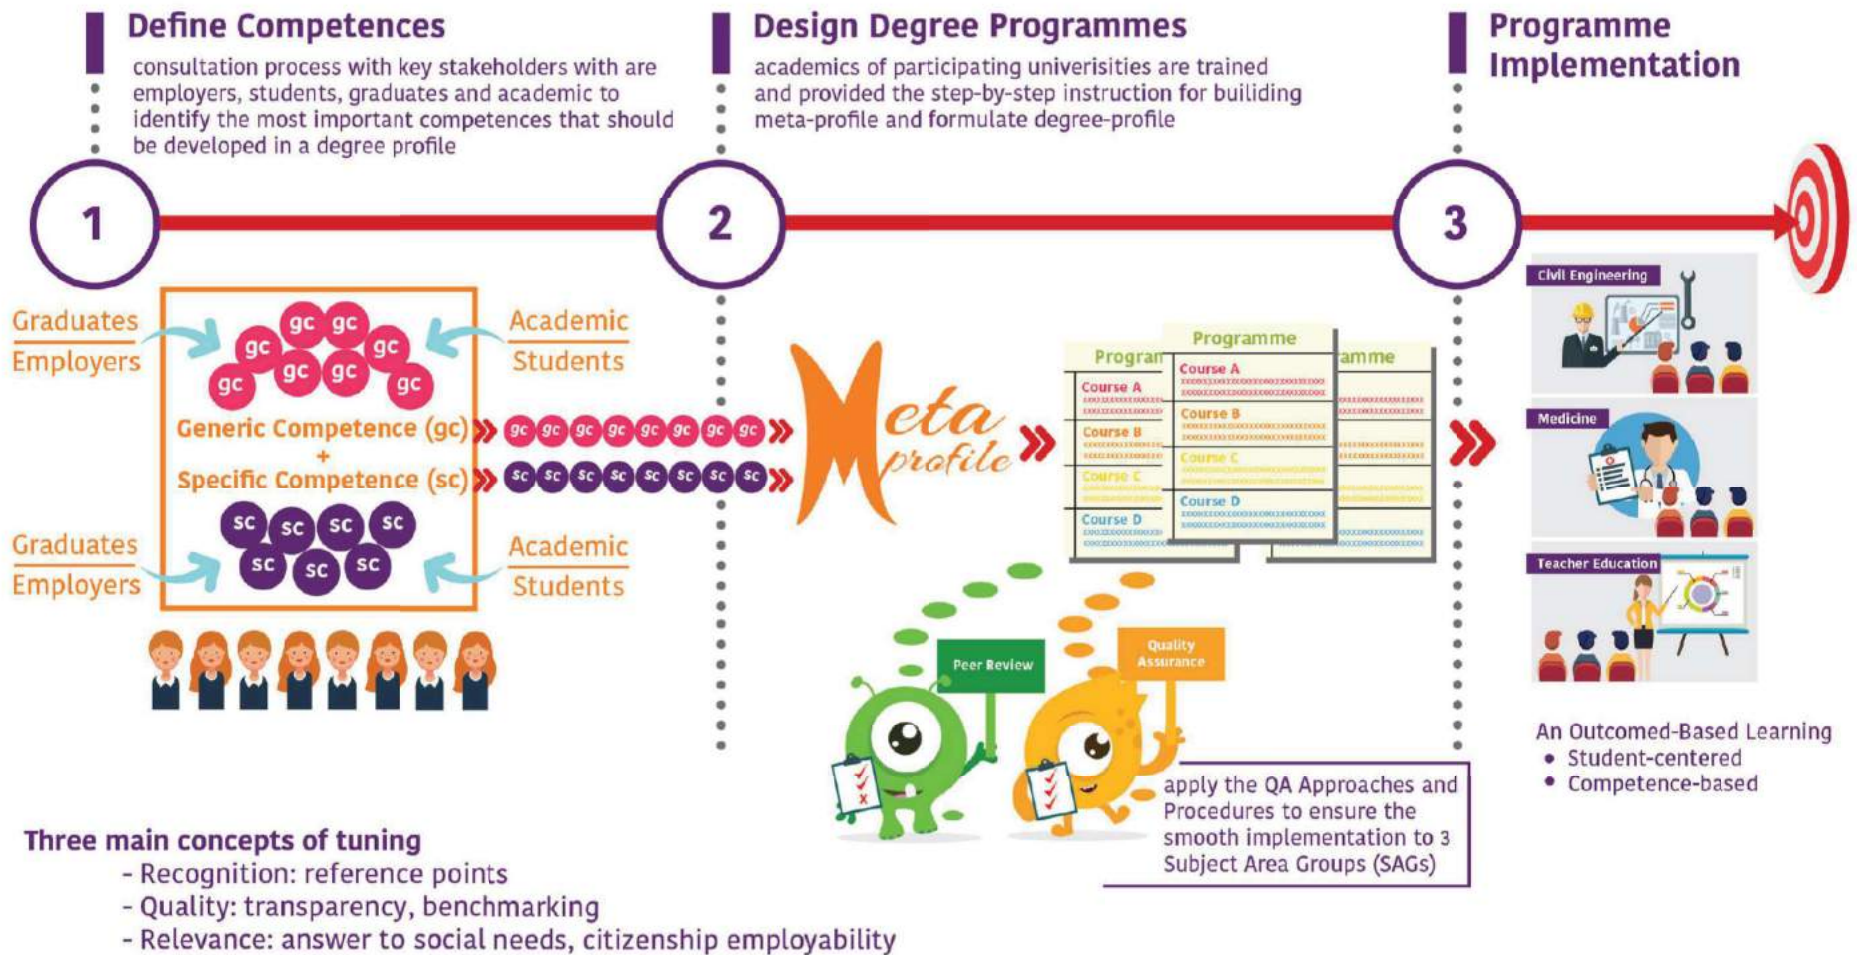 Define Competences
consultation process with key stakeholders with are
employers, students, graduates and academic to
identify the most important competences that should
be developed in a degree profile
Design Degree Programmes
academics of participating univerisities are trained
and provided the step-by-step instruction for builiding
meta-profile and formulate degree-profile
Programme
Implementation
1
2
3
Graduates
Employers
Academic
Students
gc gc
gc gc
gc gc
gc gc
Generic Competence (gc)
gc gc gc gc gc gc gc gc
+
Specific Competence (sc)
sc sc sc sc sc sc sc sc
sc sc sc sc
sc sc sc
Graduates
Employers
Academic
Students
Meta
profile
Program
Course A
Course B
Course C
Course D
Programme
Course A
Course B
Course C
Course D
ramme
Civil Engineering
Medicine
Teacher Education
Peer Review
Quality
Assurance
apply the QA Approaches and
Procedures to ensure the
smooth implementation to 3
Subject Area Groups (SAGs)
An Outcomed-Based Learning
• Student-centered
• Competence-based
Three main concepts of tuning
- Recognition: reference points
- Quality: transparency, benchmarking
- Relevance: answer to social needs, citizenship employability